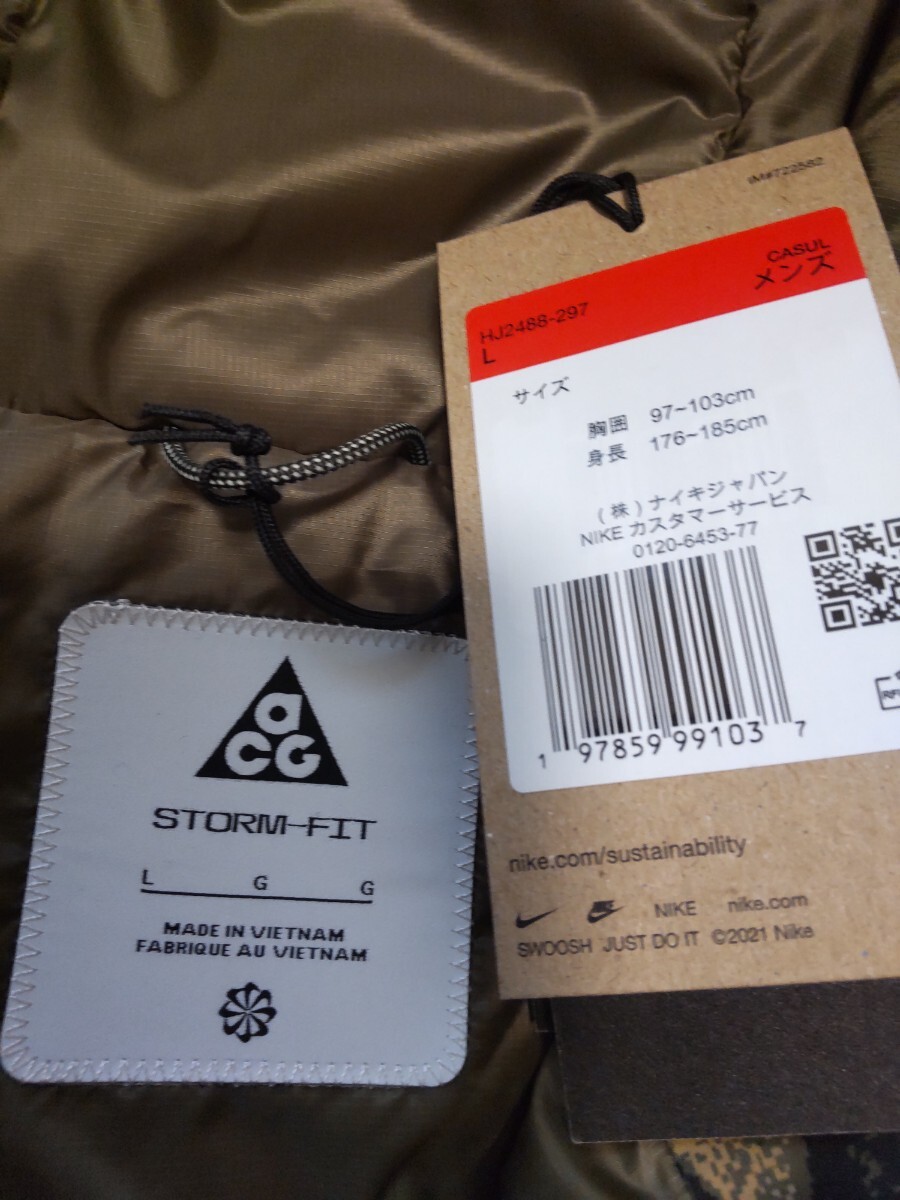 IM#722582
CASUL
メンズ
HJ2488-297
L
サイズ
胸囲 97~103cm
身長 176~185cm
(株)ナイキジャパン
NIKE カスタマーサービス
0120-6453-77
1 97859 99103 7
nike.com/sustainability
NIKE nike.com
SWOOSH JUST DO IT ©2021 Nike
aCG
STORM-FIT
L G G
MADE IN VIETNAM
FABRIQUE AU VIETNAM